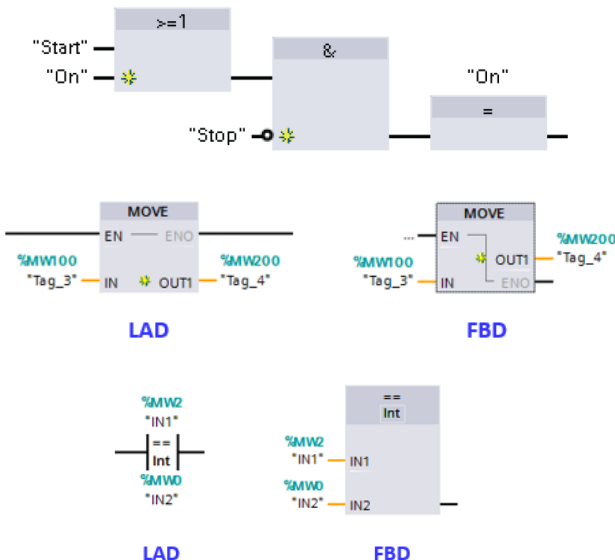 >=1
"Start"
"On"
&
"Stop"
"On"
=
MOVE
EN ENO
%MW100 %MW200
"Tag_3" IN OUT1 "Tag_4"
LAD
MOVE
... EN
%MW200
%MW100 OUT1 "Tag_4"
"Tag_3" IN ENO
FBD
%MW2
"IN1"
==
Int
%MW0
"IN2"
LAD
==
Int
%MW2
"IN1" IN1
%MW0
"IN2" IN2
FBD